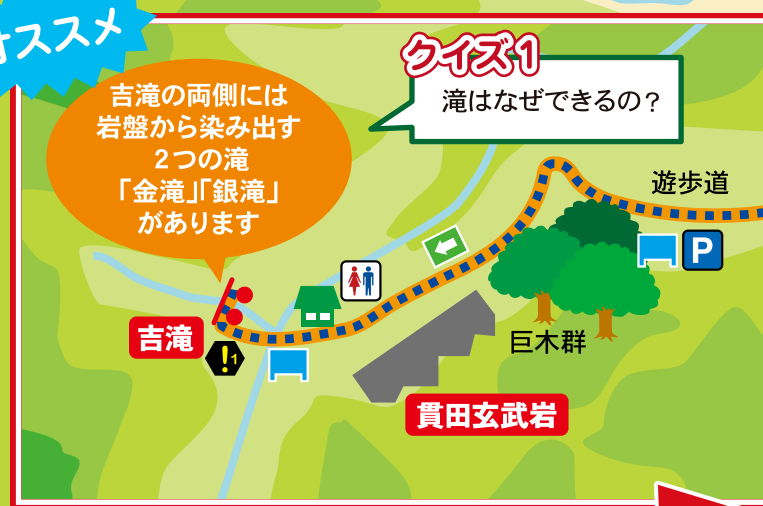 オススメ
クイズ1
滝はなぜできるの？
吉滝の両側には
岩盤から染み出す
2つの滝
「金滝」「銀滝」
があります
遊歩道
P
巨木群
吉滝
!1
貫田玄武岩